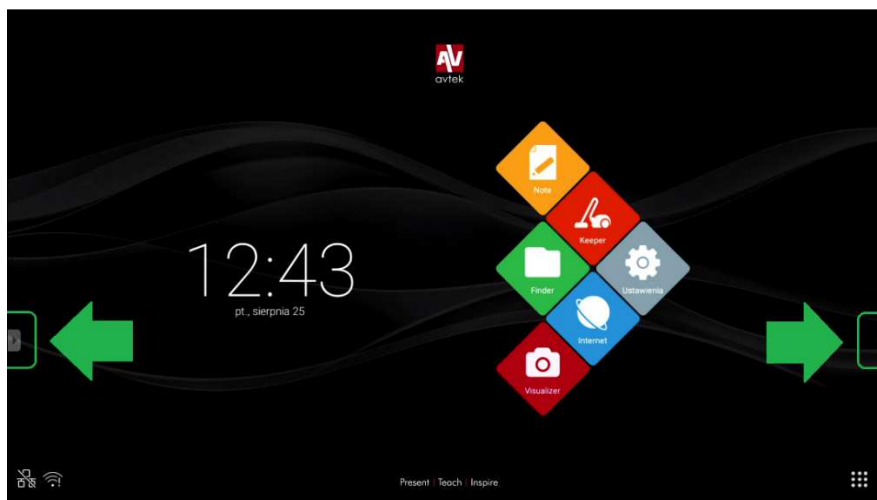 AV
avtek
Note
Keeper
Finder
Ustawienia
12:43
pt., sierpnia 25
Internet
Visualizer
Present | Teach | Inspire